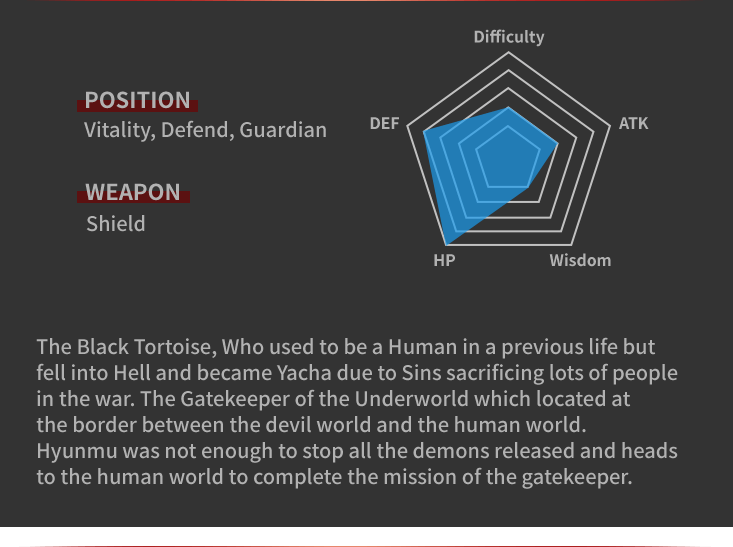 Difficulty
POSITION
DEF
ATK
Vitality, Defend, Guardian
WEAPON
Shield
HP
Wisdom
The Black Tortoise, Who used to be a Human in a previous life but
fell into Hell and became Yacha due to Sins sacrificing lots of people
in the war. The Gatekeeper of the Underworld which located at
the border between the devil world and the human world.
Hyunmu was not enough to stop all the demons released and heads
to the human world to complete the mission of the gatekeeper.